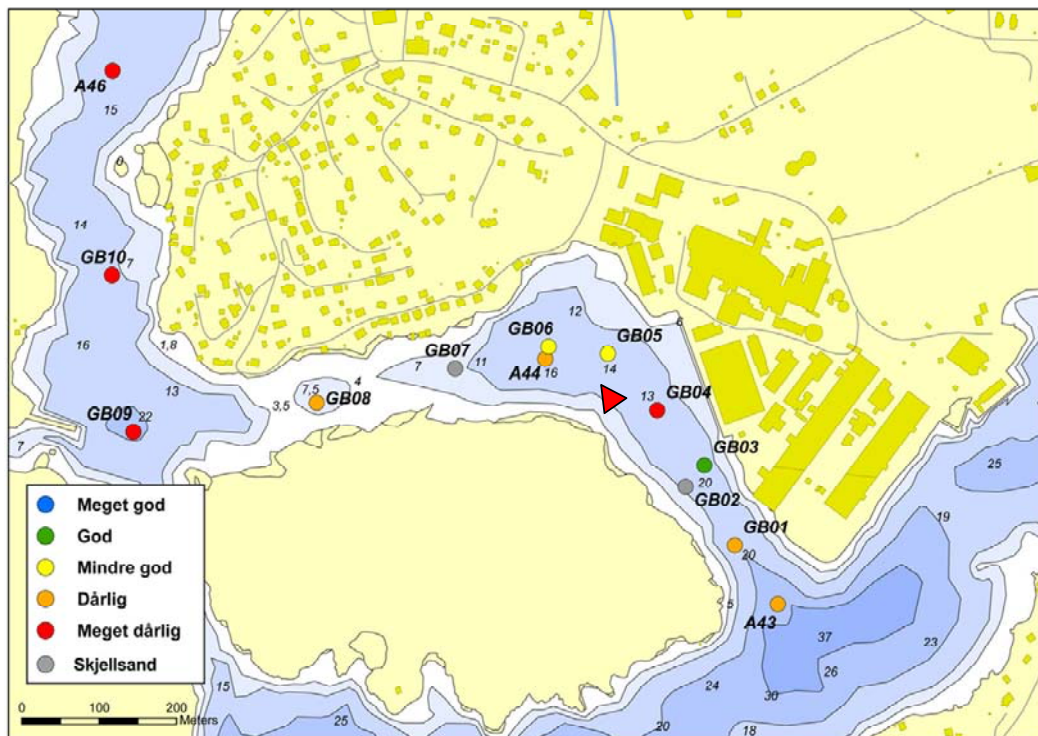 A46
15
0
14
GB10
7
16
1,8
13
GB09
22
7
3,5
7,5
4
GB08
GB07
7
11
12
GB06
GB05
A44
16
14
6
13
GB04
GB03
20
GB02
GB01
20
5
A43
37
26
30
24
23
19
25
20
18
15
25
Meget god
God
Mindre god
Dårlig
Meget dårlig
Skjellsand
0 50 100 200
Meters